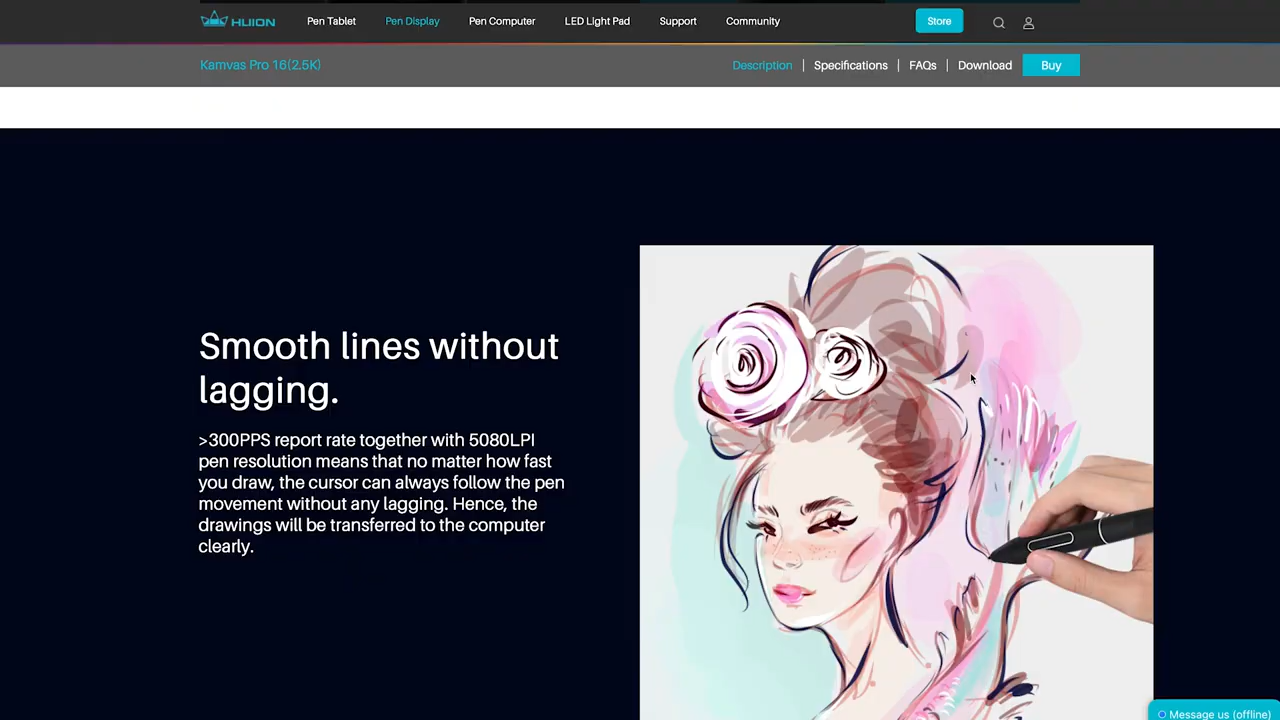 HUION
Pen Tablet
Pen Display
Pen Computer
LED Light Pad
Support
Community
Store
Kamvas Pro 16(2.5K)
Description | Specifications | FAQs | Download
Buy
Smooth lines without
lagging.
>300PPS report rate together with 5080LPI
pen resolution means that no matter how fast
you draw, the cursor can always follow the pen
movement without any lagging. Hence, the
drawings will be transferred to the computer
clearly.
Message us (offline)